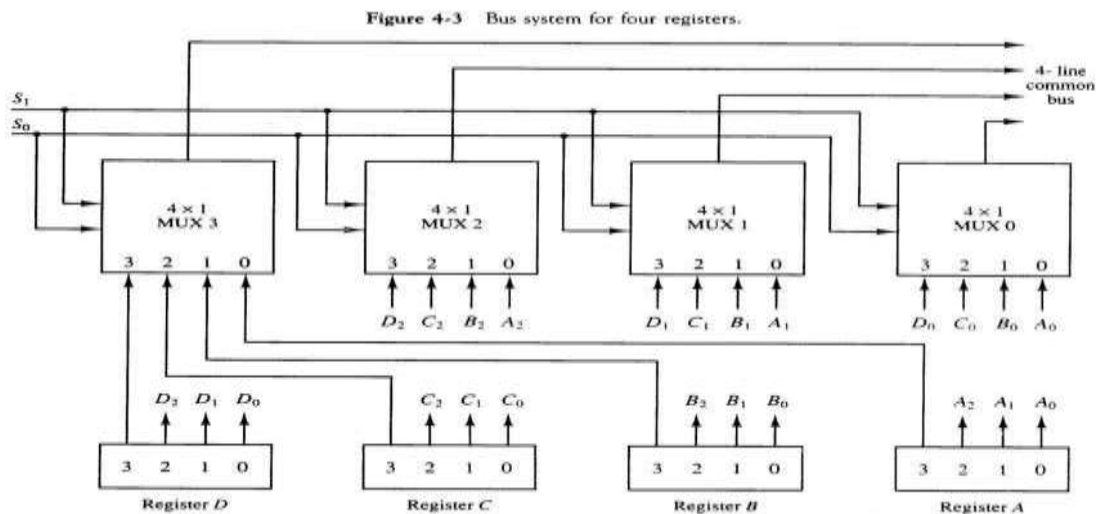 Figure 4-3 Bus system for four registers.
4- line
common
bus
S₁
S₀
4 × 1
MUX 3
3 2 1 0
4 × 1
MUX 2
3 2 1 0
4 × 1
MUX 1
3 2 1 0
4 × 1
MUX 0
3 2 1 0
D₂ C₂ B₂ A₂
D₁ C₁ B₁ A₁
D₀ C₀ B₀ A₀
D₂ D₁ D₀
C₂ C₁ C₀
B₂ B₁ B₀
A₂ A₁ A₀
3 2 1 0
3 2 1 0
3 2 1 0
3 2 1 0
Register D
Register C
Register B
Register A